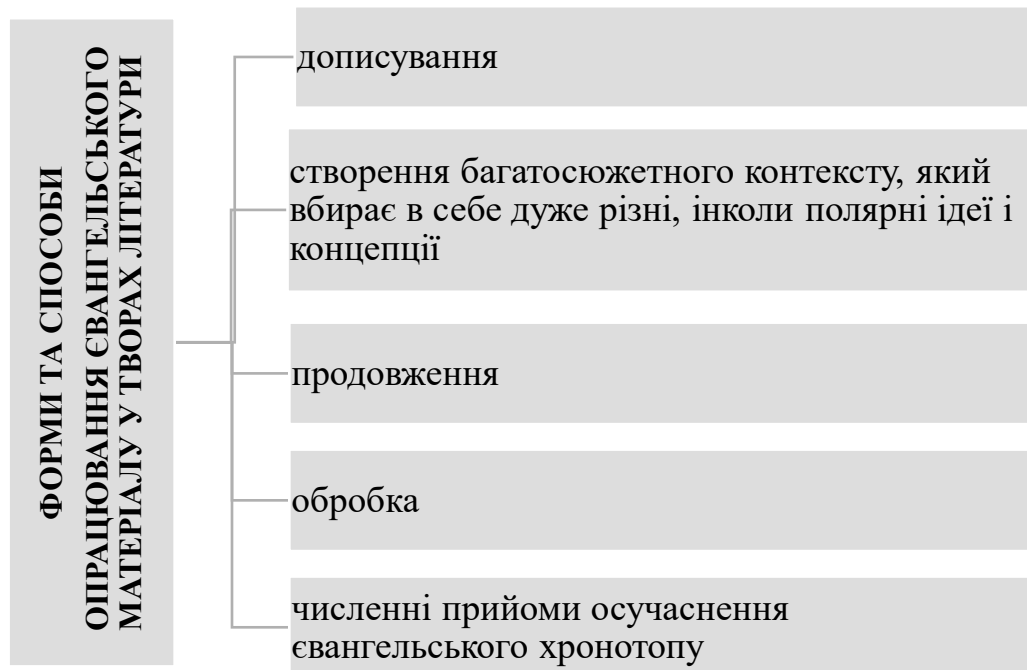 ФОРМИ ТА СПОСОБИ
ОПРАЦЮВАННЯ ЄВАНГЕЛЬСЬКОГО
МАТЕРІАЛУ У ТВОРАХ ЛІТЕРАТУРИ
дописування
створення багатосюжетного контексту, який
вбирає в себе дуже різні, інколи полярні ідеї і
концепції
продовження
обробка
численні прийоми осучаснення
євангельського хронотопу